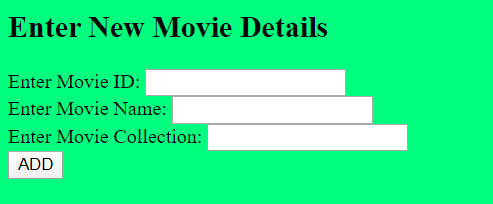 Enter New Movie Details
Enter Movie ID:
Enter Movie Name:
Enter Movie Collection:
ADD